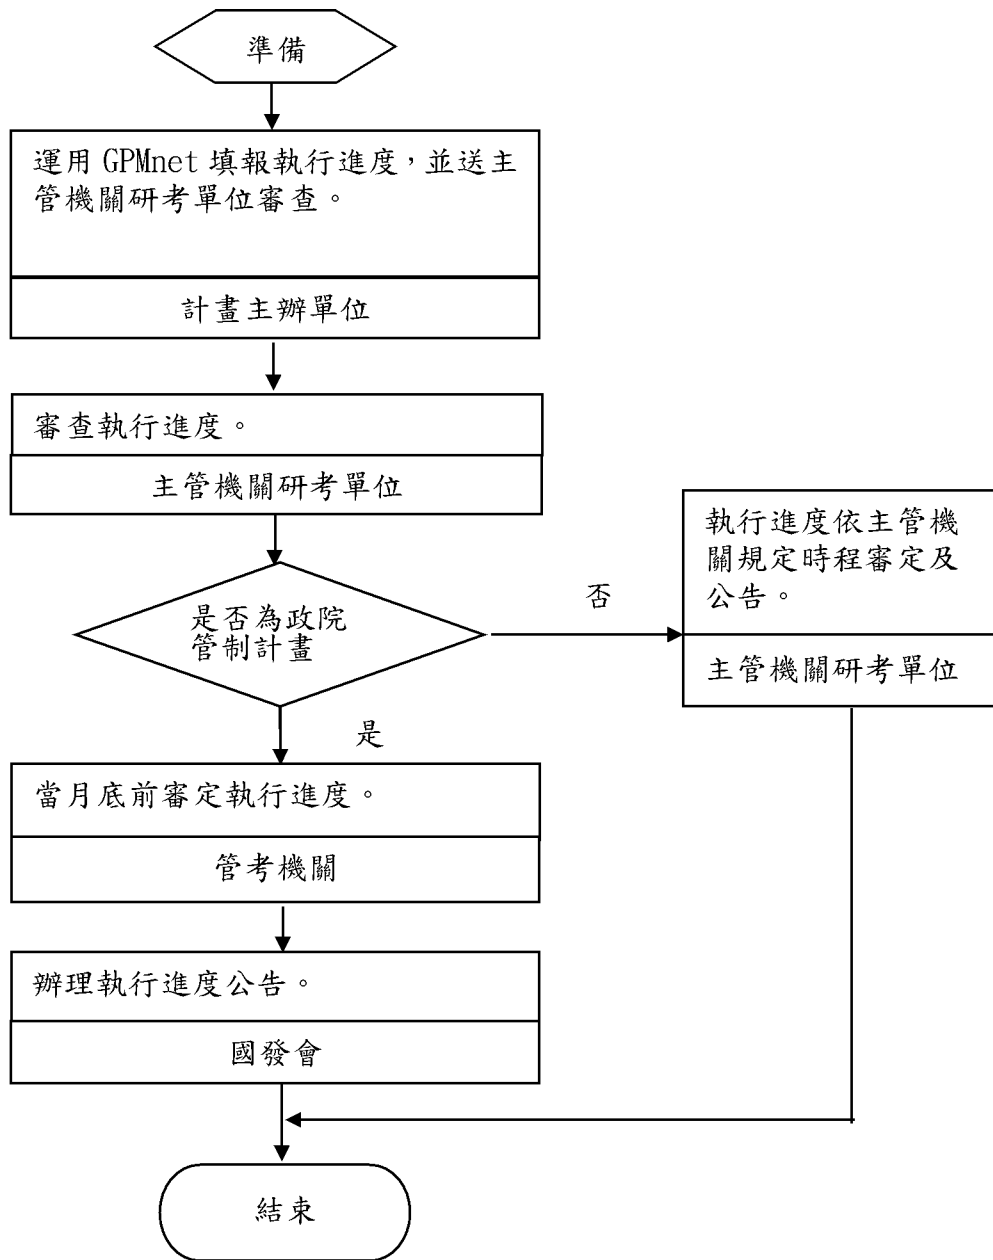 準備
運用 GPMnet 填報執行進度，並送主
管機關研考單位審查。
計畫主辦單位
審查執行進度。
主管機關研考單位
是否為政院
管制計畫
否
執行進度依主管機
關規定時程審定及
公告。
主管機關研考單位
是
當月底前審定執行進度。
管考機關
辦理執行進度公告。
國發會
結束